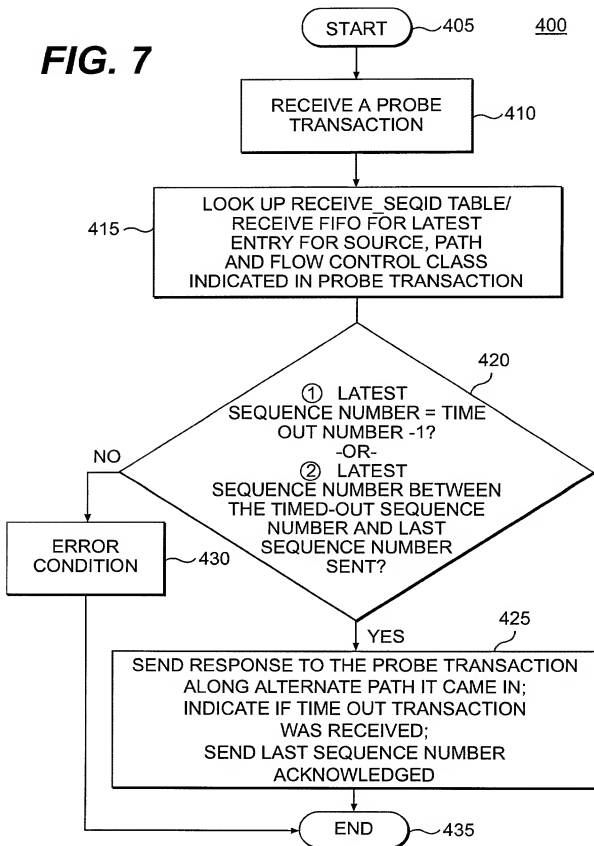 START
405
400
FIG. 7
RECEIVE A PROBE
TRANSACTION
410
LOOK UP RECEIVE_SEQID TABLE/
RECEIVE FIFO FOR LATEST
ENTRY FOR SOURCE, PATH
AND FLOW CONTROL CLASS
INDICATED IN PROBE TRANSACTION
415
420
① LATEST
SEQUENCE NUMBER = TIME
OUT NUMBER -1?
-OR-
② LATEST
SEQUENCE NUMBER BETWEEN
THE TIMED-OUT SEQUENCE
NUMBER AND LAST
SEQUENCE NUMBER
SENT?
NO
ERROR
CONDITION
430
YES
425
SEND RESPONSE TO THE PROBE TRANSACTION
ALONG ALTERNATE PATH IT CAME IN;
INDICATE IF TIME OUT TRANSACTION
WAS RECEIVED;
SEND LAST SEQUENCE NUMBER
ACKNOWLEDGED
END
435